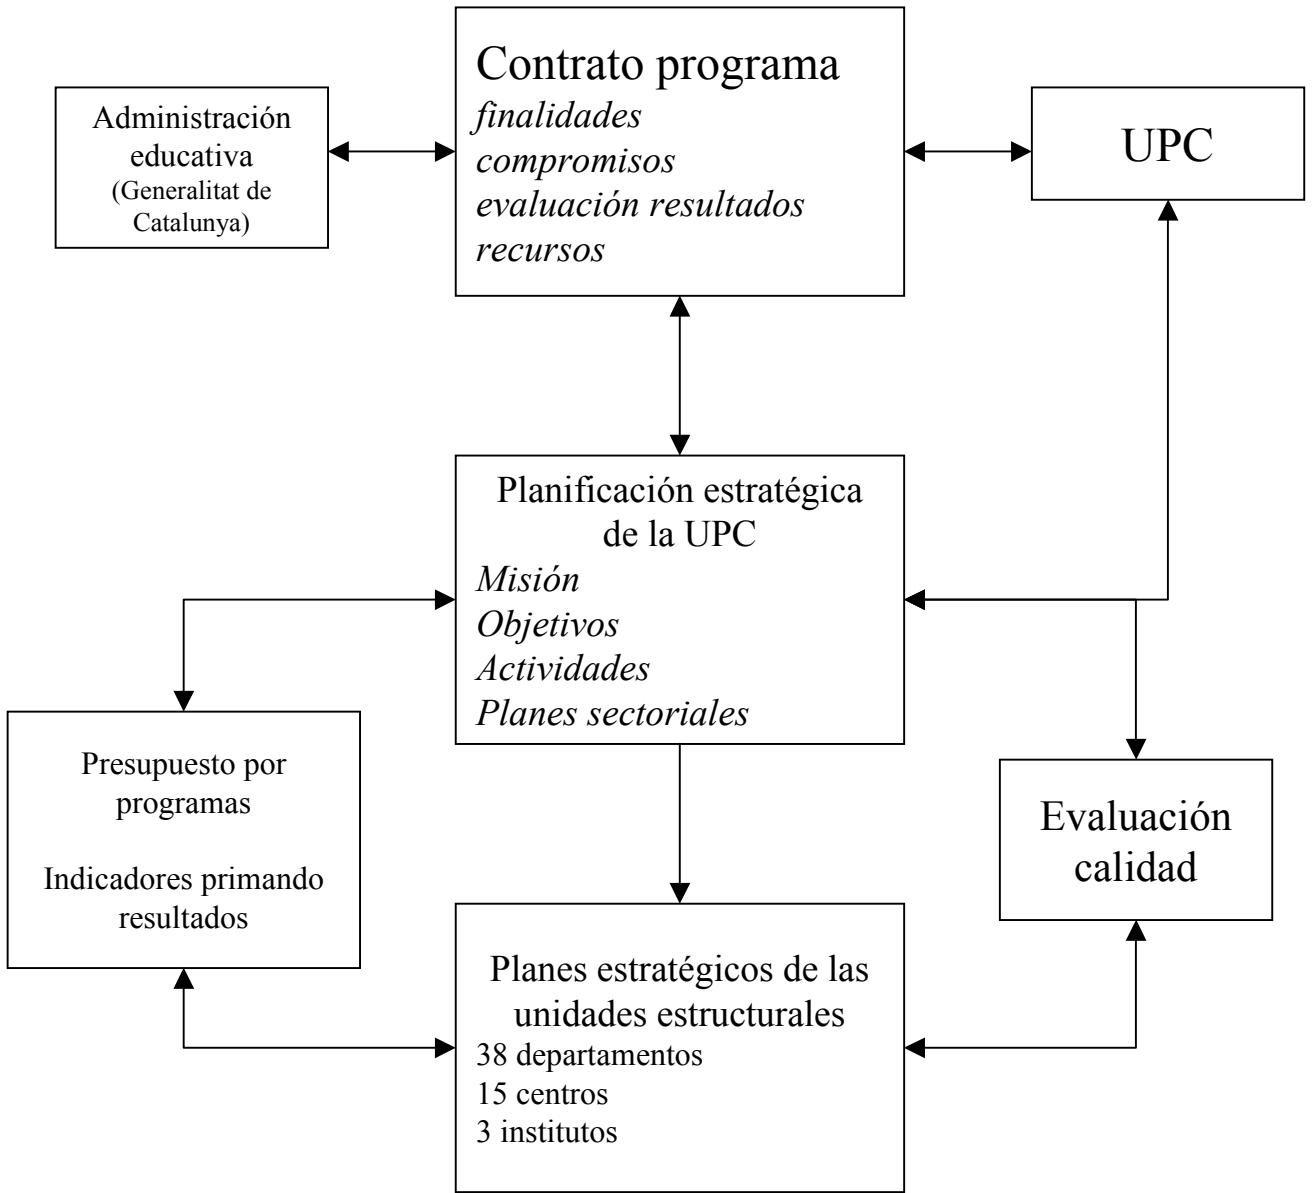 Contrato programa
finalidades
compromisos
evaluación resultados
recursos
Administración
educativa
(Generalitat de
Catalunya)
UPC
Planificación estratégica
de la UPC
Misión
Objetivos
Actividades
Planes sectoriales
Presupuesto por
programas
Indicadores primando
resultados
Evaluación
calidad
Planes estratégicos de las
unidades estructurales
38 departamentos
15 centros
3 institutos